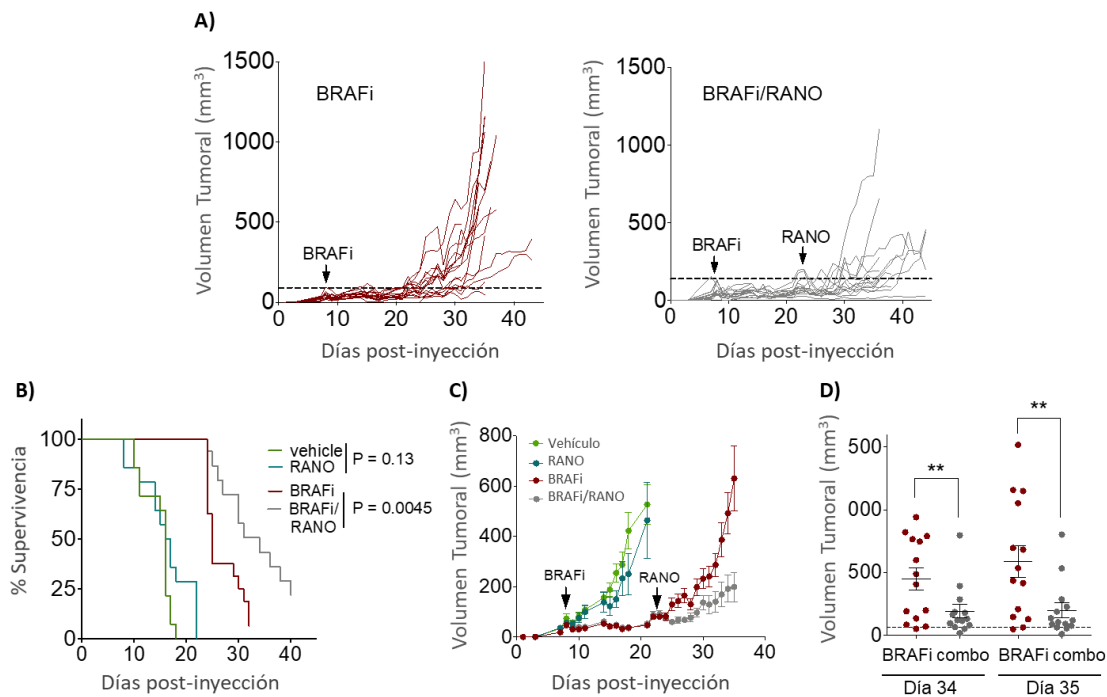 A)
1500
1000
500
0
Volumen Tumoral (mm³)
BRAFi
BRAFi
0 10 20 30 40
Días post-inyección
1500
1000
500
0
Volumen Tumoral (mm³)
BRAFi/RANO
BRAFi
RANO
0 10 20 30 40
Días post-inyección
B)
100
75
50
25
0
% Supervivencia
vehicle
RANO
P = 0.13
BRAFi
BRAFi/
RANO
P = 0.0045
0 10 20 30 40
Días post-inyección
C)
800
600
400
200
0
Volumen Tumoral (mm³)
Vehículo
RANO
BRAFi
BRAFi/RANO
BRAFi
RANO
0 10 20 30 40
Días post-inyección
D)
500
000
500
0
Volumen Tumoral (mm³)
**
**
BRAFi combo BRAFi combo
Día 34 Día 35